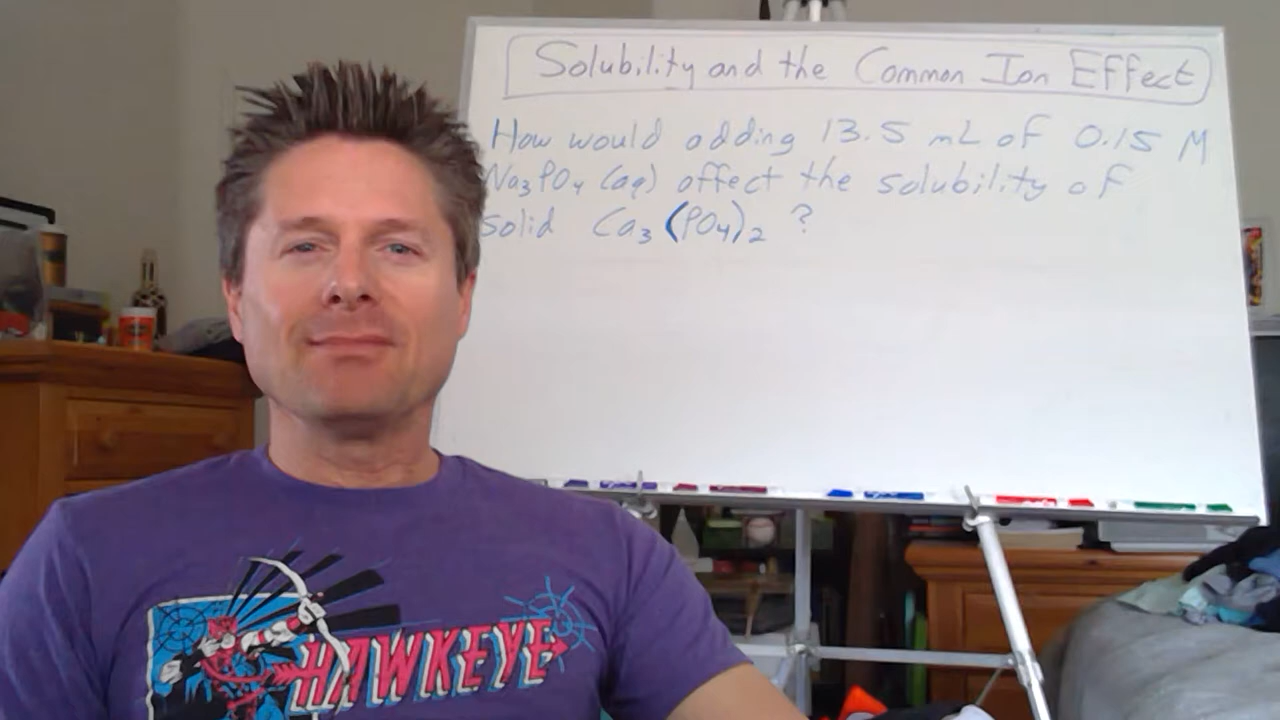 Solubility and the Common Ion Effect
How would adding 13.5 mL of 0.15 M
Na₃PO₄ (aq) affect the solubility of
solid Ca₃(PO₄)₂ ?
HAWKEYE